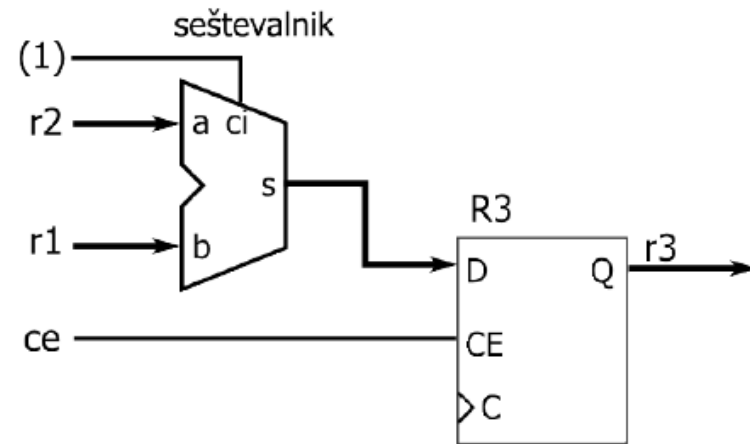 seštevalnik
(1)
r2
a ci
s
r1
b
R3
D Q
r3
ce
CE
C